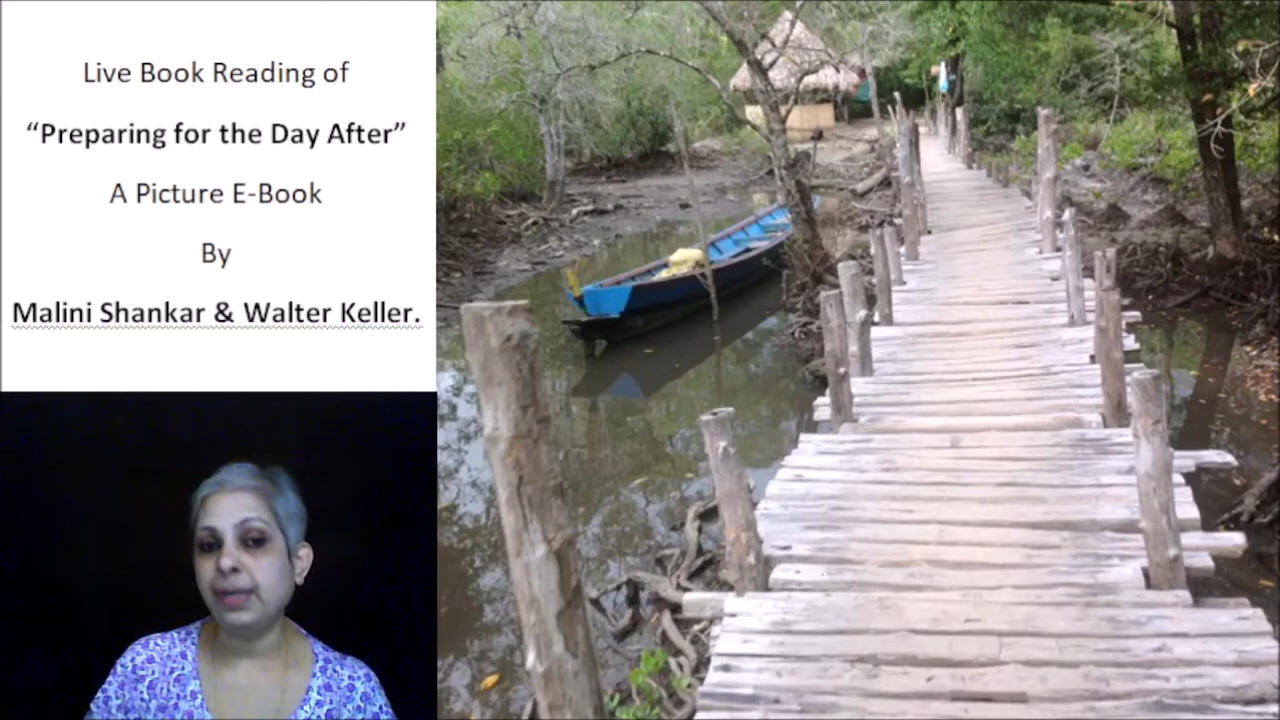 Live Book Reading of
“Preparing for the Day After”
A Picture E-Book
By
Malini Shankar & Walter Keller.